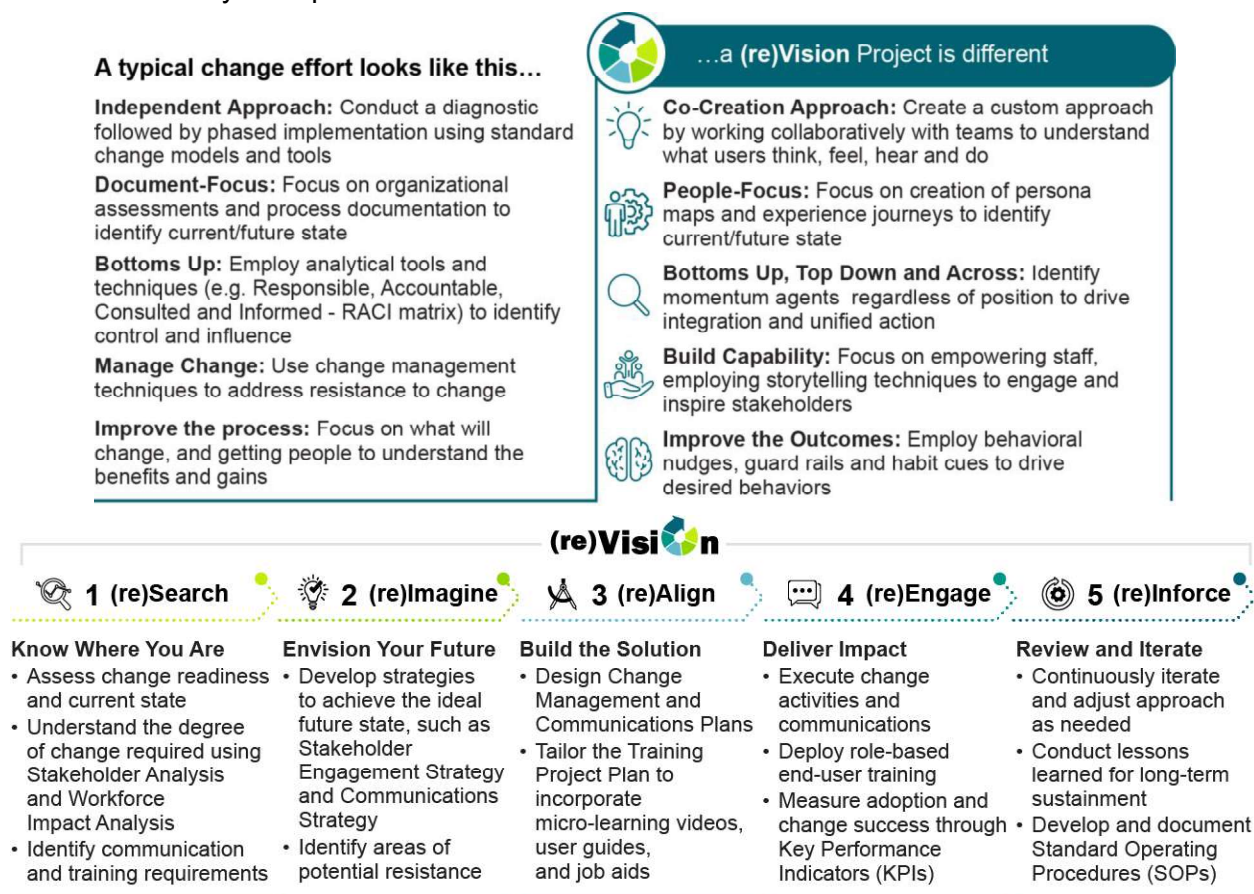 A typical change effort looks like this…
Independent Approach: Conduct a diagnostic
followed by phased implementation using standard
change models and tools
Document-Focus: Focus on organizational
assessments and process documentation to
identify current/future state
Bottoms Up: Employ analytical tools and
techniques (e.g. Responsible, Accountable,
Consulted and Informed - RACI matrix) to identify
control and influence
Manage Change: Use change management
techniques to address resistance to change
Improve the process: Focus on what will
change, and getting people to understand the
benefits and gains
…a (re)Vision Project is different
Co-Creation Approach: Create a custom approach
by working collaboratively with teams to understand
what users think, feel, hear and do
People-Focus: Focus on creation of persona
maps and experience journeys to identify
current/future state
Bottoms Up, Top Down and Across: Identify
momentum agents regardless of position to drive
integration and unified action
Build Capability: Focus on empowering staff,
employing storytelling techniques to engage and
inspire stakeholders
Improve the Outcomes: Employ behavioral
nudges, guard rails and habit cues to drive
desired behaviors
(re)Vision
1 (re)Search
Know Where You Are
• Assess change readiness
and current state
• Understand the degree
of change required using
Stakeholder Analysis
and Workforce
Impact Analysis
• Identify communication
and training requirements
2 (re)Imagine
Envision Your Future
• Develop strategies
to achieve the ideal
future state, such as
Stakeholder
Engagement Strategy
and Communications
Strategy
• Identify areas of
potential resistance
3 (re)Align
Build the Solution
• Design Change
Management and
Communications Plans
• Tailor the Training
Project Plan to
incorporate
micro-learning videos,
user guides,
and job aids
4 (re)Engage
Deliver Impact
• Execute change
activities and
communications
• Deploy role-based
end-user training
• Measure adoption and
change success through
Key Performance
Indicators (KPIs)
5 (re)Inforce
Review and Iterate
• Continuously iterate
and adjust approach
as needed
• Conduct lessons
learned for long-term
sustainment
• Develop and document
Standard Operating
Procedures (SOPs)